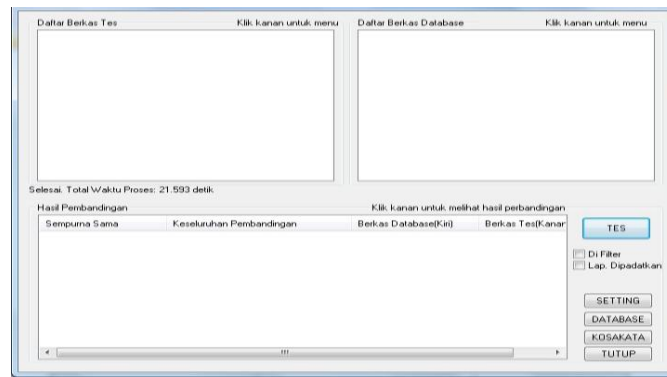 Daftar Berkas Tes Klik kanan untuk menu
Daftar Berkas Database Klik kanan untuk menu
Selesai. Total Waktu Proses: 21.593 detik
Hasil Pembandingan Klik kanan untuk melihat hasil perbandingan
Sempurna Sama Keseluruhan Pembandingan Berkas Database(Kiri) Berkas Tes(Kanan
TES
Di Filter
Lap. Dipadatkan
SETTING
DATABASE
KOSAKATA
TUTUP